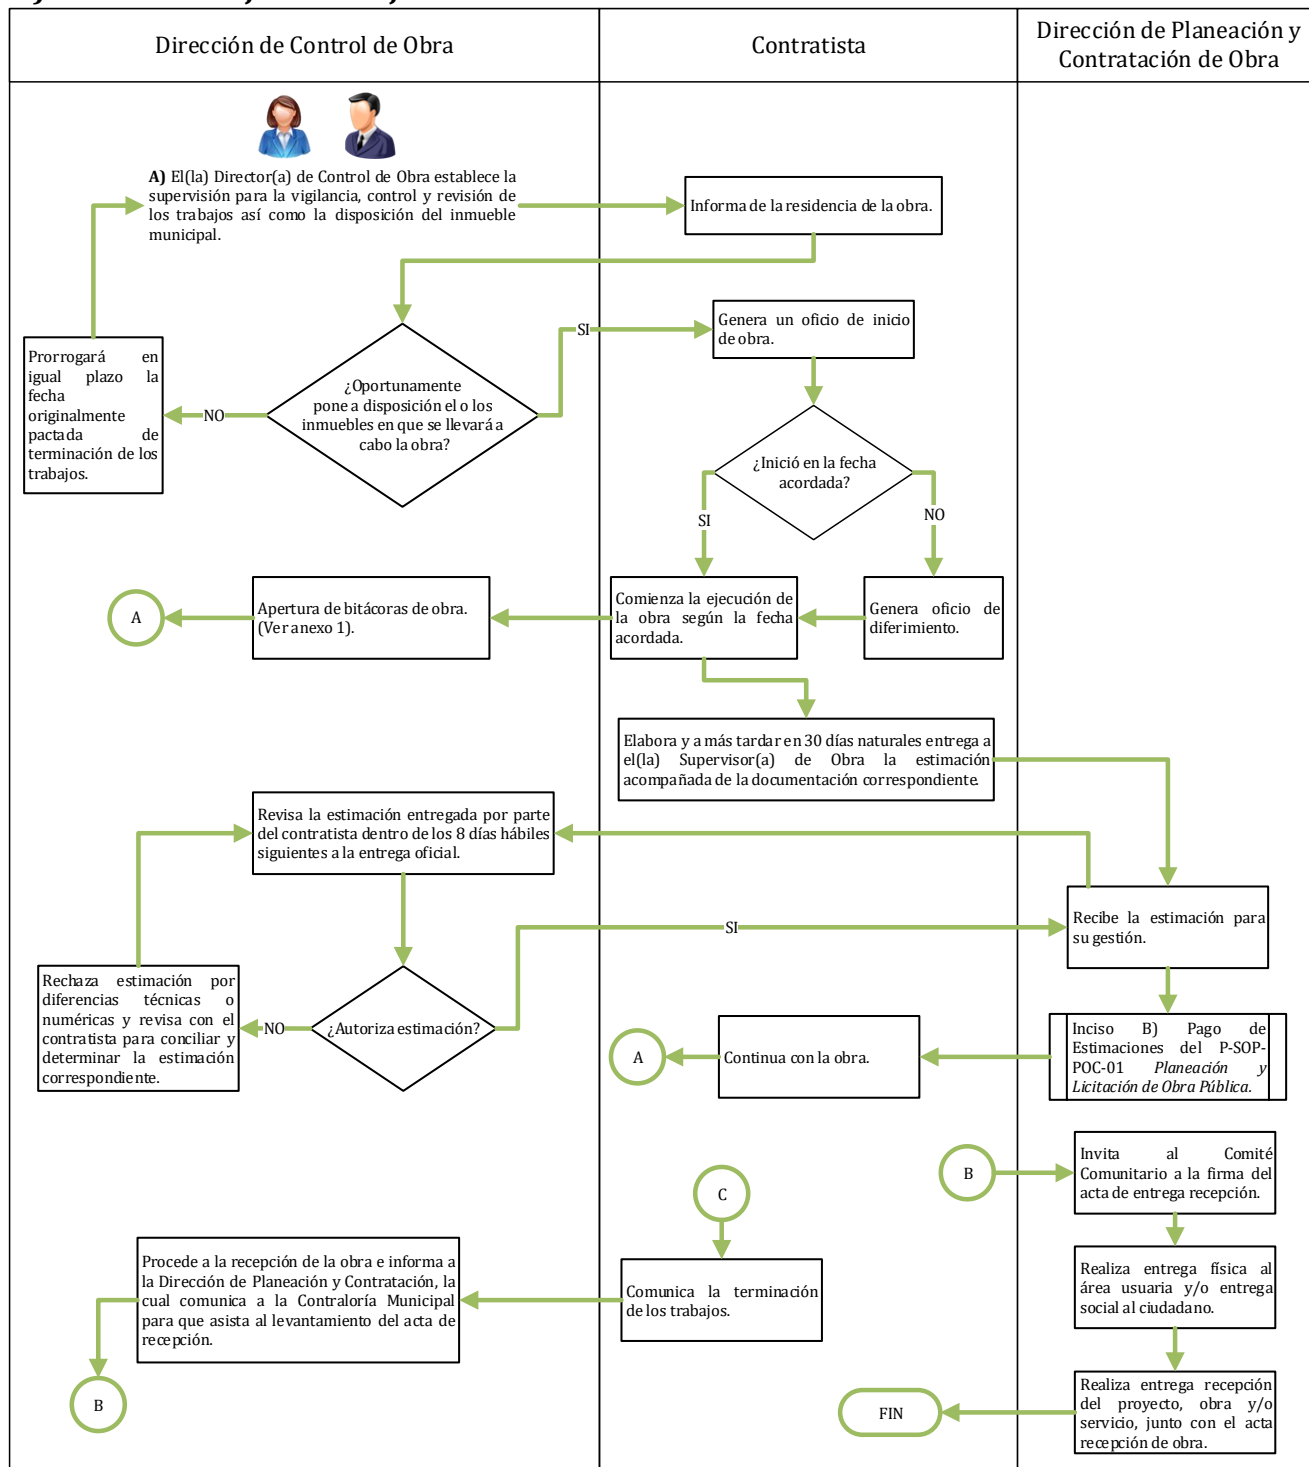 Dirección de Control de Obra
Contratista
Dirección de Planeación y
Contratación de Obra
A) El(la) Director(a) de Control de Obra establece la
supervisión para la vigilancia, control y revisión de
los trabajos así como la disposición del inmueble
municipal.
Informa de la residencia de la obra.
Prorrogará en
igual plazo la
fecha
originalmente
pactada de
terminación de los
trabajos.
NO
¿Oportunamente
pone a disposición el o los
inmuebles en que se llevará a
cabo la obra?
SI
Genera un oficio de inicio
de obra.
¿Inició en la fecha
acordada?
SI
NO
A
Apertura de bitácoras de obra.
(Ver anexo 1).
Comienza la ejecución de
la obra según la fecha
acordada.
Genera oficio de
diferimiento.
Elabora y a más tardar en 30 días naturales entrega a
el(la) Supervisor(a) de Obra la estimación
acompañada de la documentación correspondiente.
Revisa la estimación entregada por parte
del contratista dentro de los 8 días hábiles
siguientes a la entrega oficial.
Recibe la estimación para
su gestión.
SI
Rechaza estimación por
diferencias técnicas o
numéricas y revisa con el
contratista para conciliar y
determinar la estimación
correspondiente.
NO
¿Autoriza estimación?
A
Continua con la obra.
Inciso B) Pago de
Estimaciones del P-SOP-
POC-01 Planeación y
Licitación de Obra Pública.
B
Invita al Comité
Comunitario a la firma del
acta de entrega recepción.
C
Procede a la recepción de la obra e informa a
la Dirección de Planeación y Contratación, la
cual comunica a la Contraloría Municipal
para que asista al levantamiento del acta de
recepción.
Comunica la terminación
de los trabajos.
Realiza entrega física al
área usuaria y/o entrega
social al ciudadano.
B
FIN
Realiza entrega recepción
del proyecto, obra y/o
servicio, junto con el acta
recepción de obra.